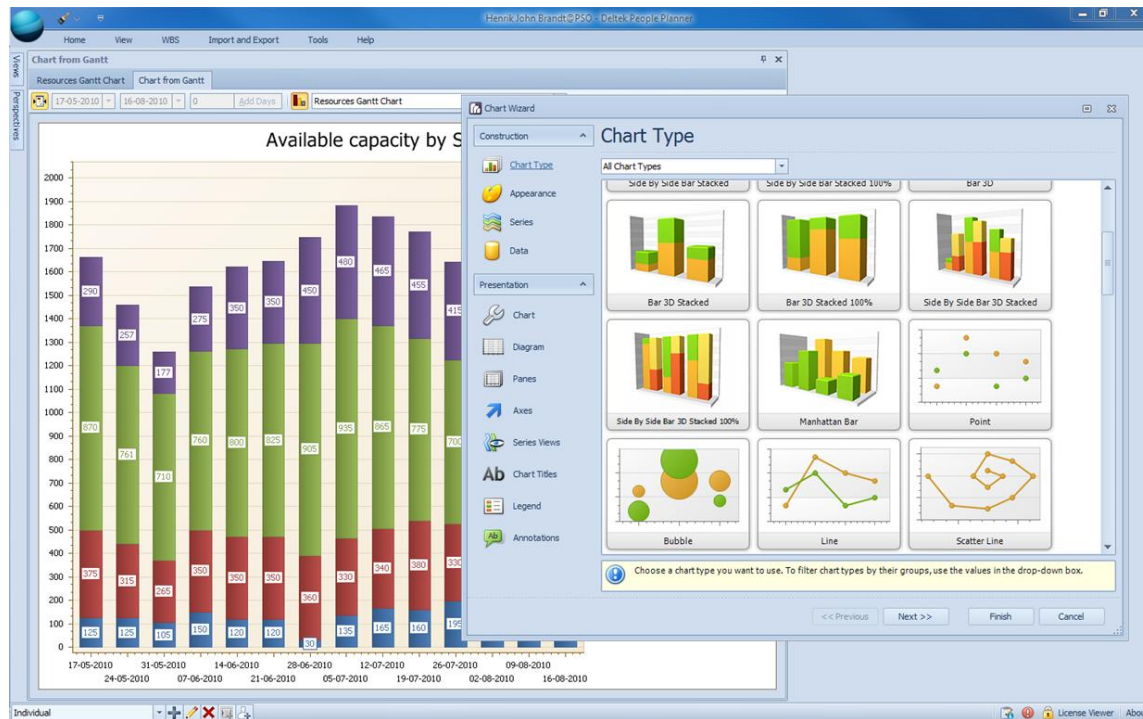 Henrik John Brandt@PSO - Deltek People Planner
Home View WBS Import and Export Tools Help
Views
Perspectives
Chart from Gantt
Resources Gantt Chart Chart from Gantt
17-05-2010 16-08-2010 0 Add Days Resources Gantt Chart
Available capacity by S
2000
1900
1800
1700
1600
1500
1400
1300
1200
1100
1000
900
800
700
600
500
400
300
200
100
0
290 257 177 275 350 350 450 480 465 455 415
870 761 710 760 800 825 905 935 865 775 700
375 315 265 350 350 350 360 330 340 380 330
125 125 105 150 120 120 30 135 165 160 195
17-05-2010 31-05-2010 14-06-2010 28-06-2010 12-07-2010 26-07-2010 09-08-2010
24-05-2010 07-06-2010 21-06-2010 05-07-2010 19-07-2010 02-08-2010 16-08-2010
Chart Wizard
Construction
Chart Type
Appearance
Series
Data
Presentation
Chart
Diagram
Panes
Axes
Series Views
Ab Chart Titles
Legend
Ab Annotations
Chart Type
All Chart Types
Side By Side Bar Stacked Side By Side Bar Stacked 100% Bar 3D
Bar 3D Stacked Bar 3D Stacked 100% Side By Side Bar 3D Stacked
Side By Side Bar 3D Stacked 100% Manhattan Bar Point
Bubble Line Scatter Line
Choose a chart type you want to use. To filter chart types by their groups, use the values in the drop-down box.
<< Previous Next >> Finish Cancel
Individual License Viewer Abo